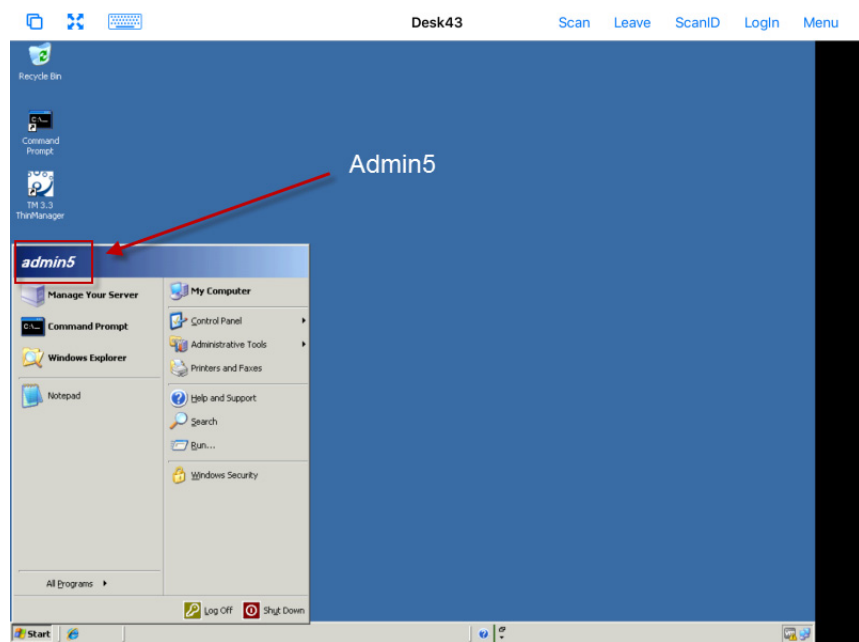 Desk43 Scan Leave ScanID LogIn Menu
Recycle Bin
Command
Prompt
TM 3.3
ThinManager
Admin5
admin5
Manage Your Server
Command Prompt
Windows Explorer
Notepad
My Computer
Control Panel
Administrative Tools
Printers and Faxes
Help and Support
Search
Run...
Windows Security
All Programs
Log Off Shut Down
Start